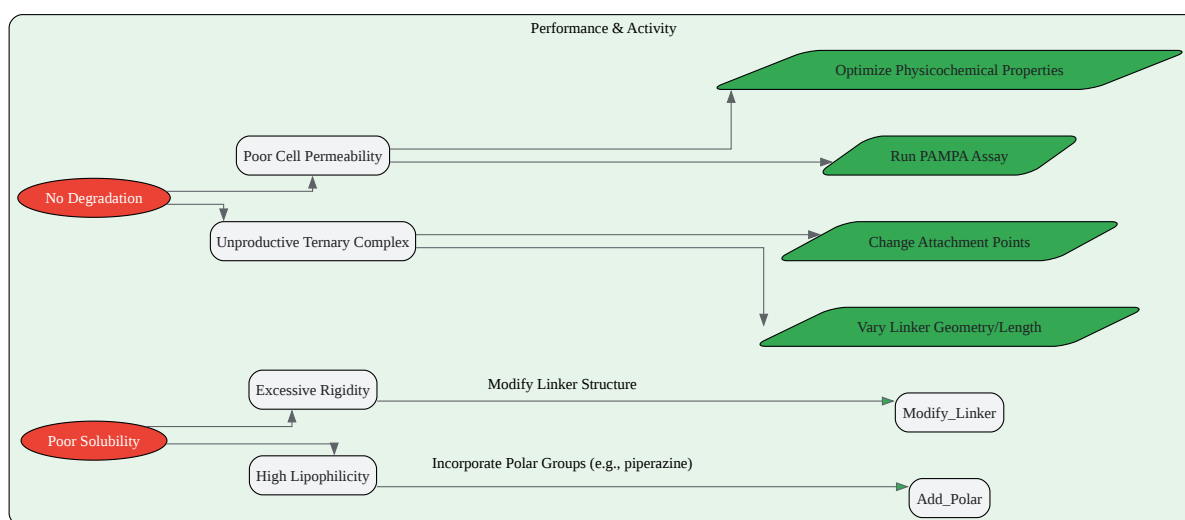 Performance & Activity
Optimize Physicochemical Properties
Poor Cell Permeability
Run PAMPA Assay
No Degradation
Unproductive Ternary Complex
Change Attachment Points
Vary Linker Geometry/Length
Excessive Rigidity
Modify Linker Structure
Modify_Linker
Poor Solubility
High Lipophilicity
Incorporate Polar Groups (e.g., piperazine)
Add_Polar